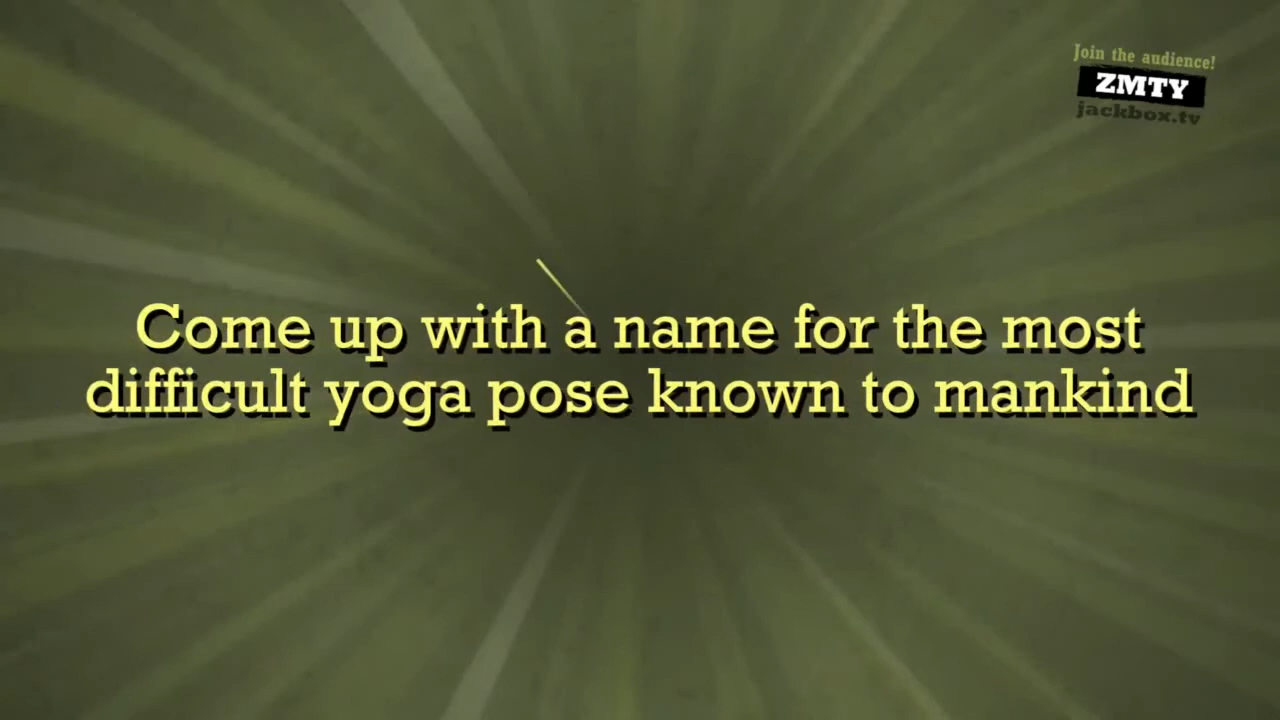 Join the audience!
ZMTY
jackbox.tv
Come up with a name for the most
difficult yoga pose known to mankind